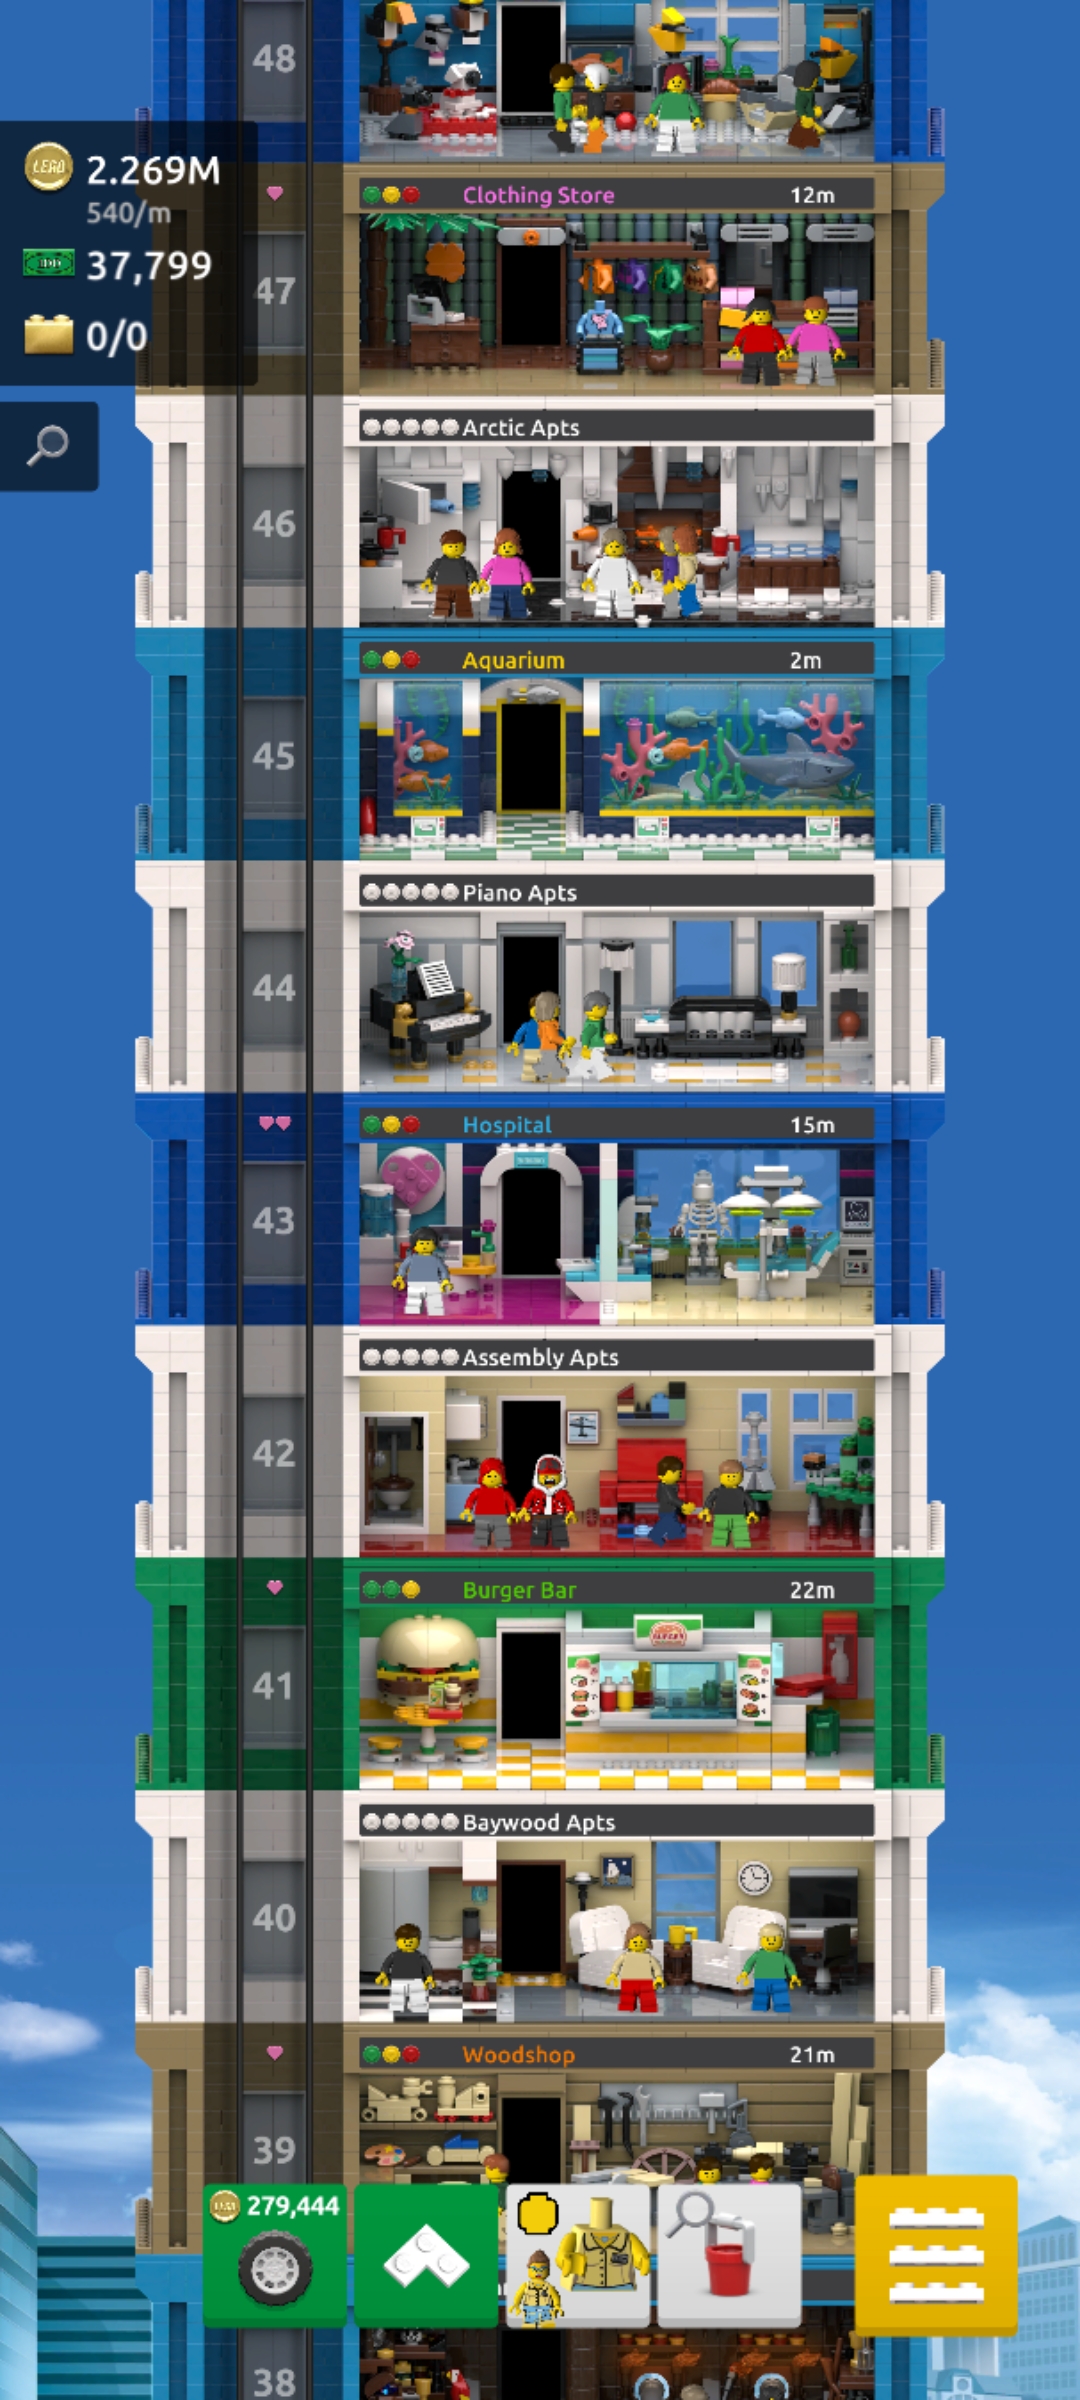 48
2.269M
540/m
37,799
0/0
Clothing Store 12m
47
Arctic Apts
46
Aquarium 2m
45
Piano Apts
44
Hospital 15m
43
Assembly Apts
42
Burger Bar 22m
41
Baywood Apts
40
Woodshop 21m
39
279,444
38